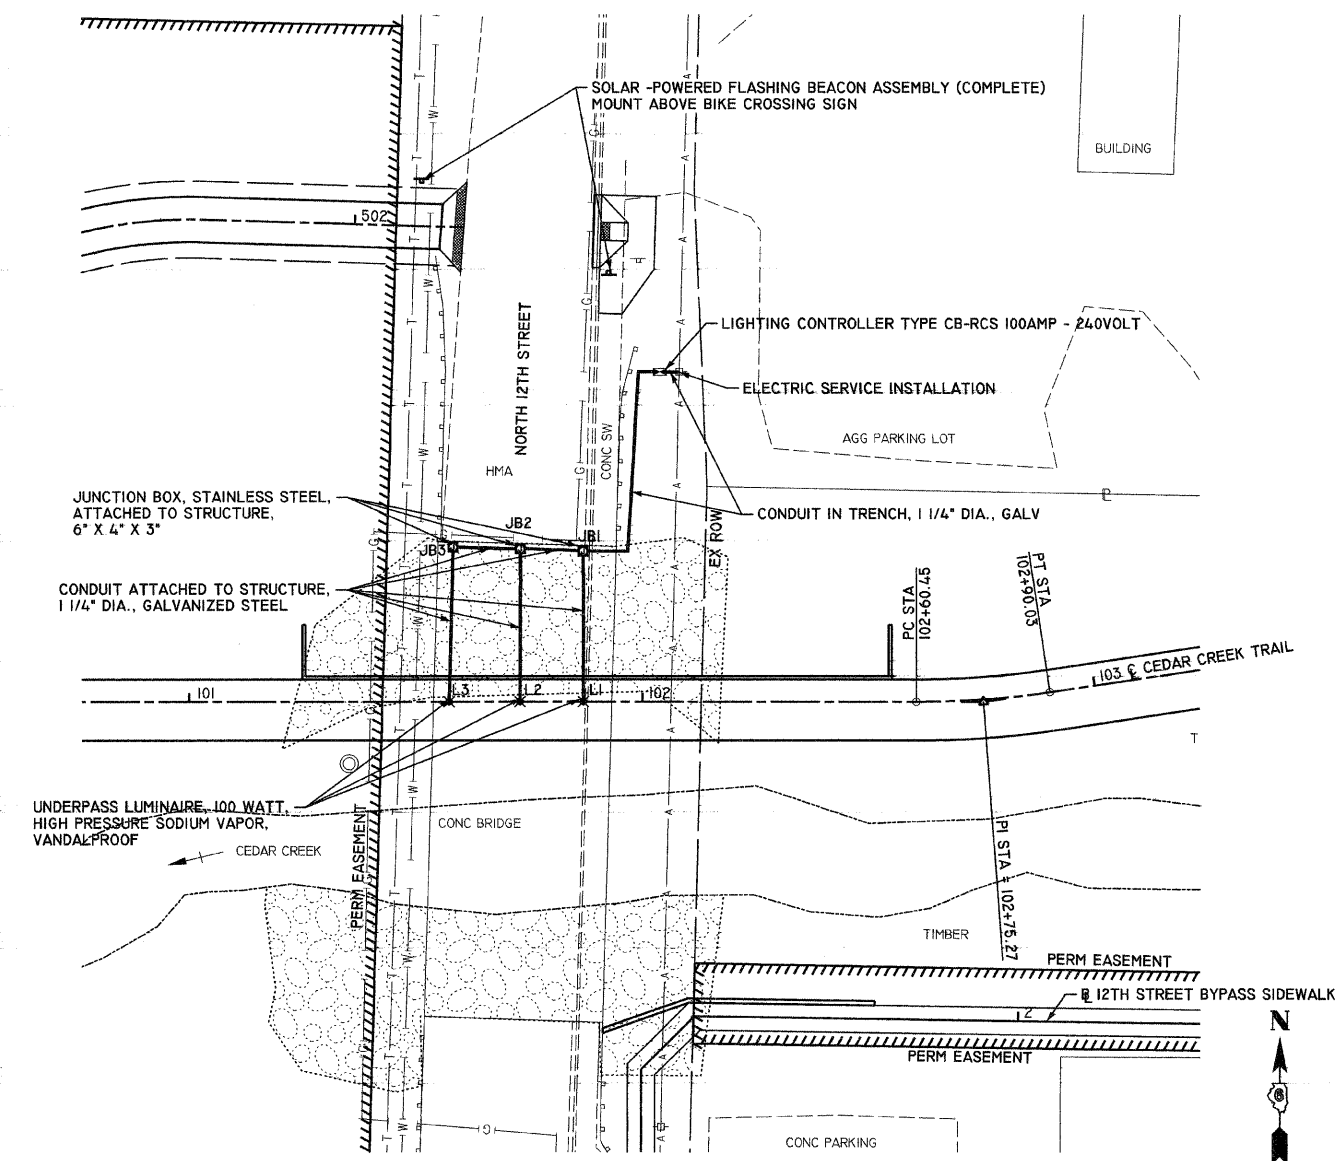 SOLAR -POWERED FLASHING BEACON ASSEMBLY (COMPLETE)
MOUNT ABOVE BIKE CROSSING SIGN
BUILDING
502
NORTH 12TH STREET
LIGHTING CONTROLLER TYPE CB-RCS 100AMP - 240VOLT
ELECTRIC SERVICE INSTALLATION
AGG PARKING LOT
CONC SW
HMA
JUNCTION BOX, STAINLESS STEEL,
ATTACHED TO STRUCTURE,
6" X 4" X 3"
JB3
JB2
JB1
CONDUIT IN TRENCH, 1 1/4" DIA., GALV
EX ROW
CONDUIT ATTACHED TO STRUCTURE,
1 1/4" DIA., GALVANIZED STEEL
PC STA
102+60.45
PT STA
102+90.03
101
L3
L2
L1
102
103 ℄ CEDAR CREEK TRAIL
T
UNDERPASS LUMINAIRE, 100 WATT,
HIGH PRESSURE SODIUM VAPOR,
VANDALPROOF
CONC BRIDGE
CEDAR CREEK
PERM EASEMENT
PI STA = 102+75.27
TIMBER
PERM EASEMENT
BL 12TH STREET BYPASS SIDEWALK
2
PERM EASEMENT
N
6
CONC PARKING